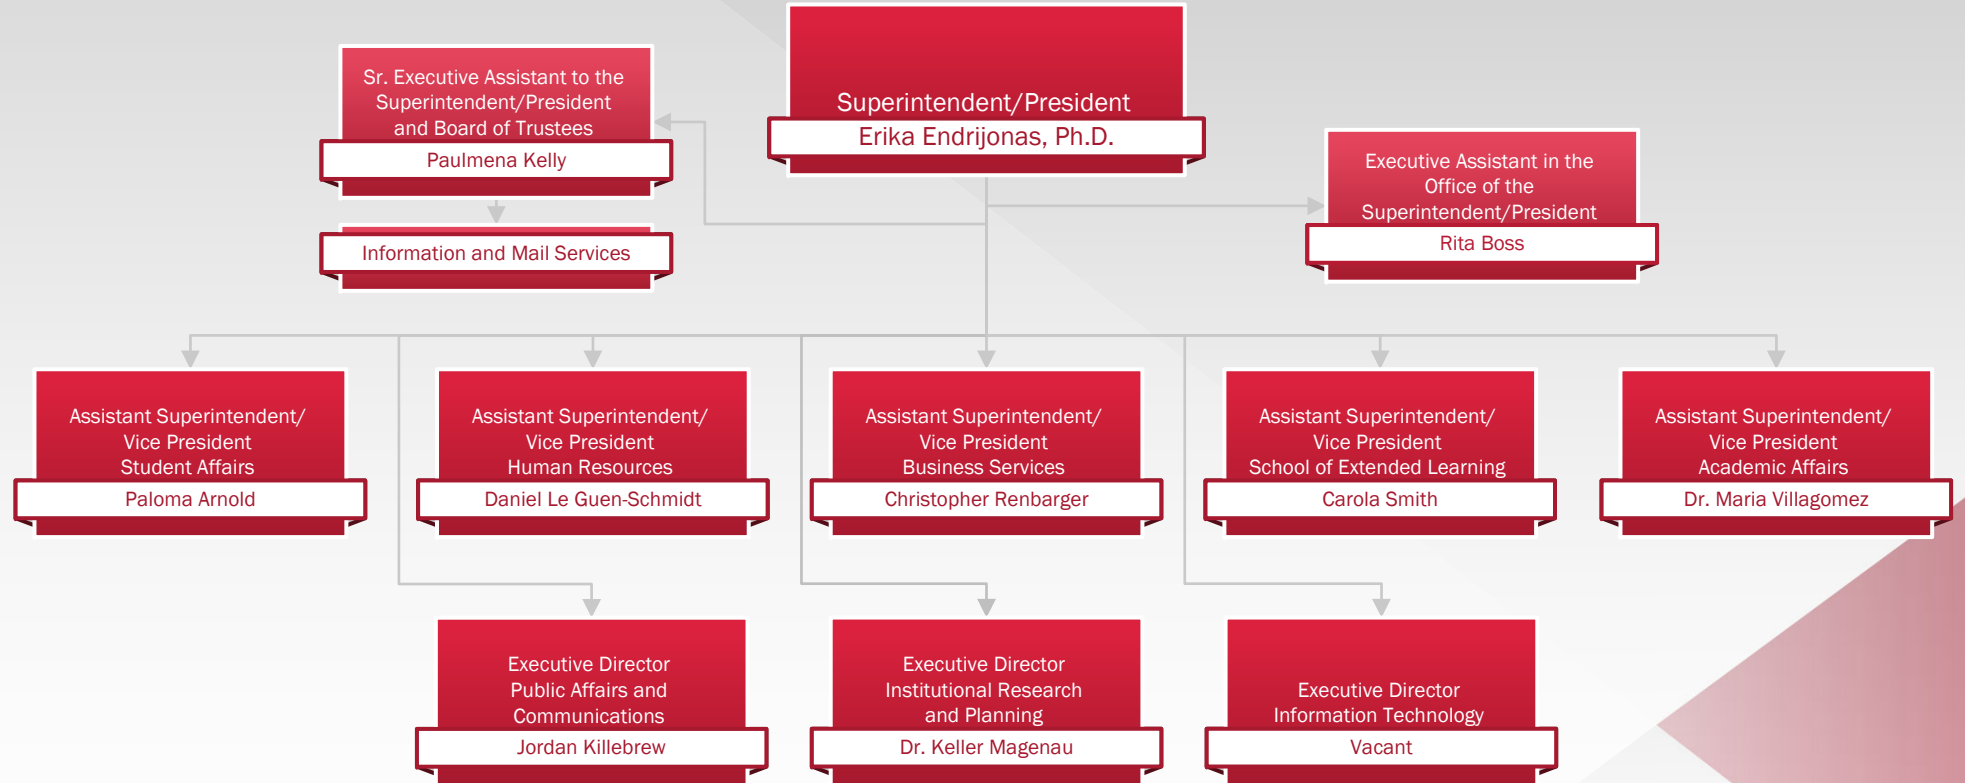 Superintendent/President
Erika Endrijonas, Ph.D.
Sr. Executive Assistant to the
Superintendent/President
and Board of Trustees
Paulmena Kelly
Information and Mail Services
Executive Assistant in the
Office of the
Superintendent/President
Rita Boss
Assistant Superintendent/
Vice President
Student Affairs
Paloma Arnold
Assistant Superintendent/
Vice President
Human Resources
Daniel Le Guen-Schmidt
Assistant Superintendent/
Vice President
Business Services
Christopher Renbarger
Assistant Superintendent/
Vice President
School of Extended Learning
Carola Smith
Assistant Superintendent/
Vice President
Academic Affairs
Dr. Maria Villagomez
Executive Director
Public Affairs and
Communications
Jordan Killebrew
Executive Director
Institutional Research
and Planning
Dr. Keller Magenau
Executive Director
Information Technology
Vacant